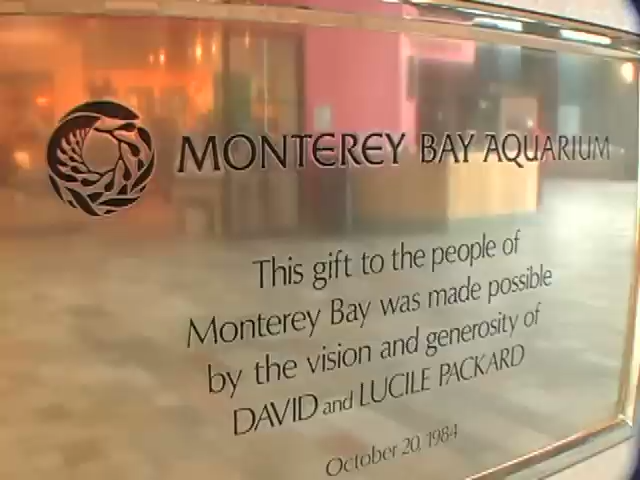 MONTEREY BAY AQUARIUM
This gift to the people of
Monterey Bay was made possible
by the vision and generosity of
DAVID and LUCILE PACKARD
October 20, 1984